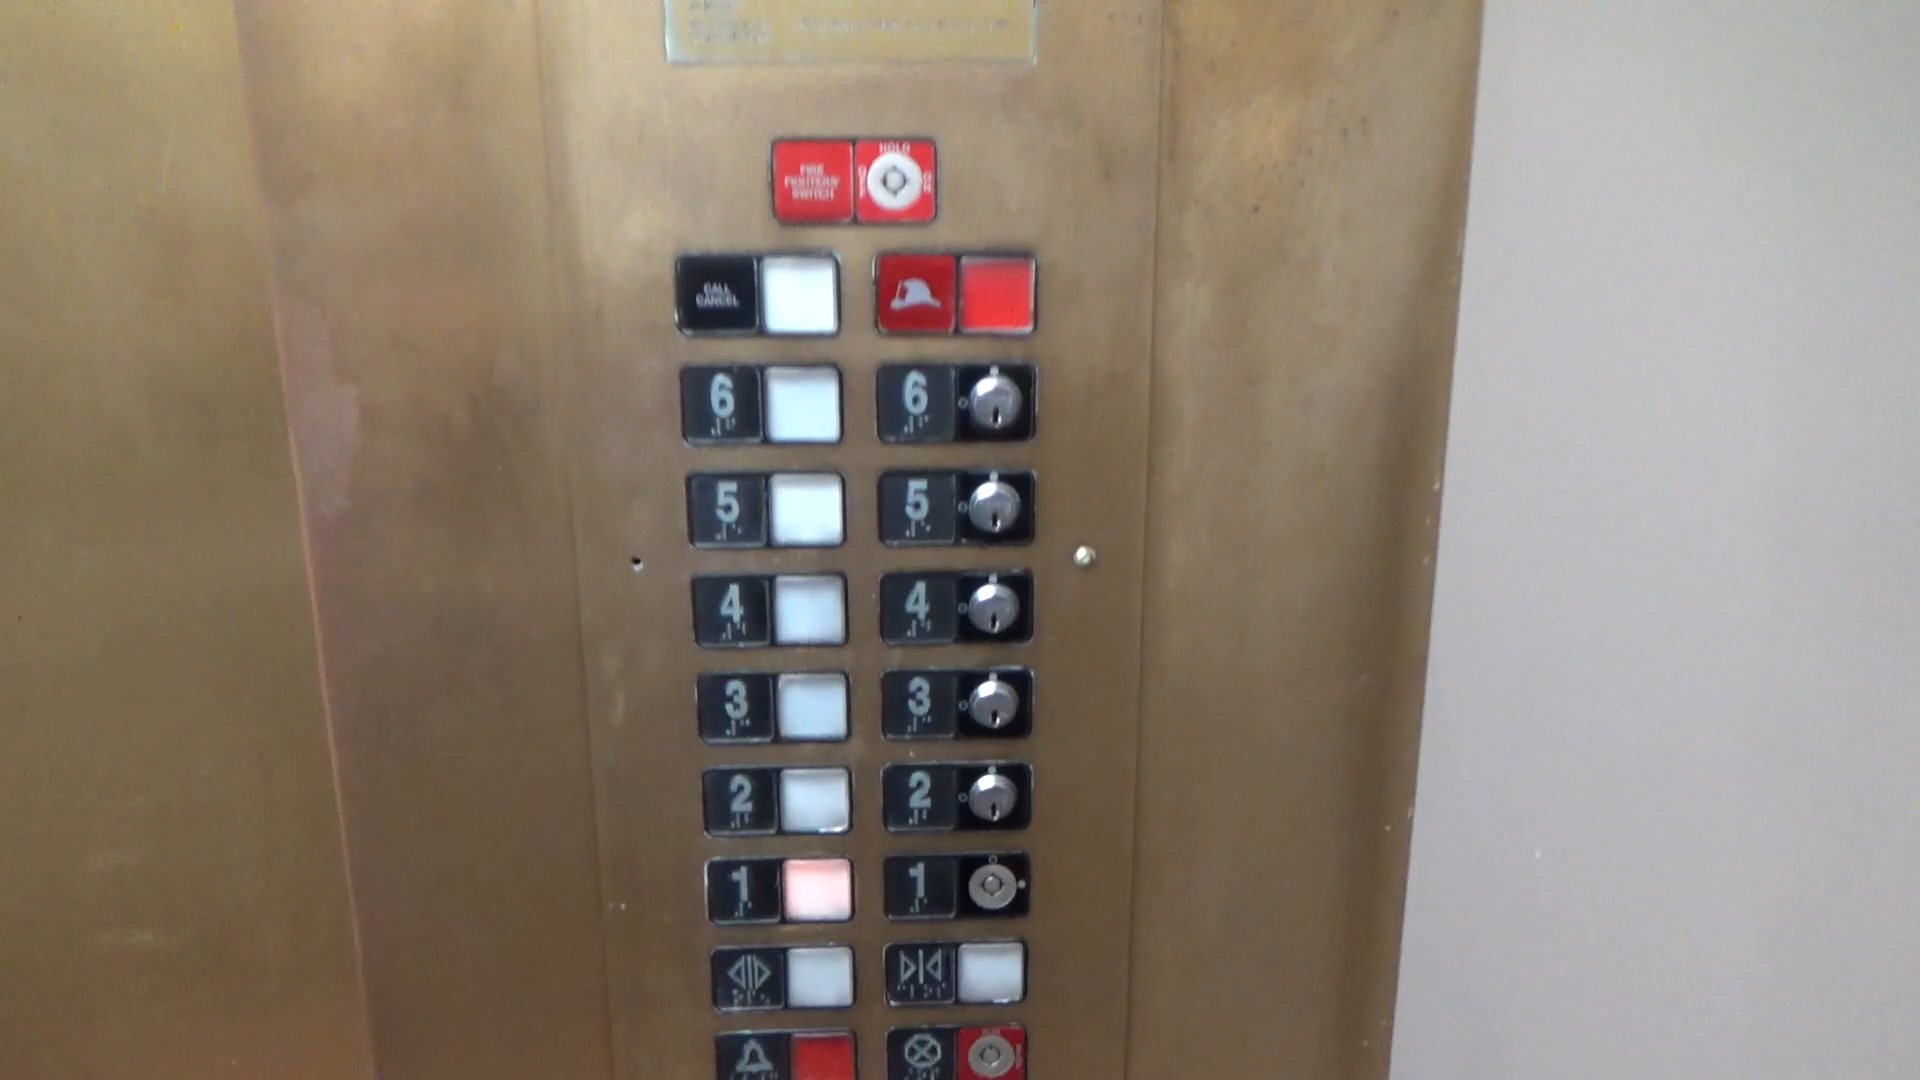 HOLD
FIRE
FIGHTERS'
SWITCH
CALL
CANCEL
6 6
5 5
4 4
3 3
2 2
1 1